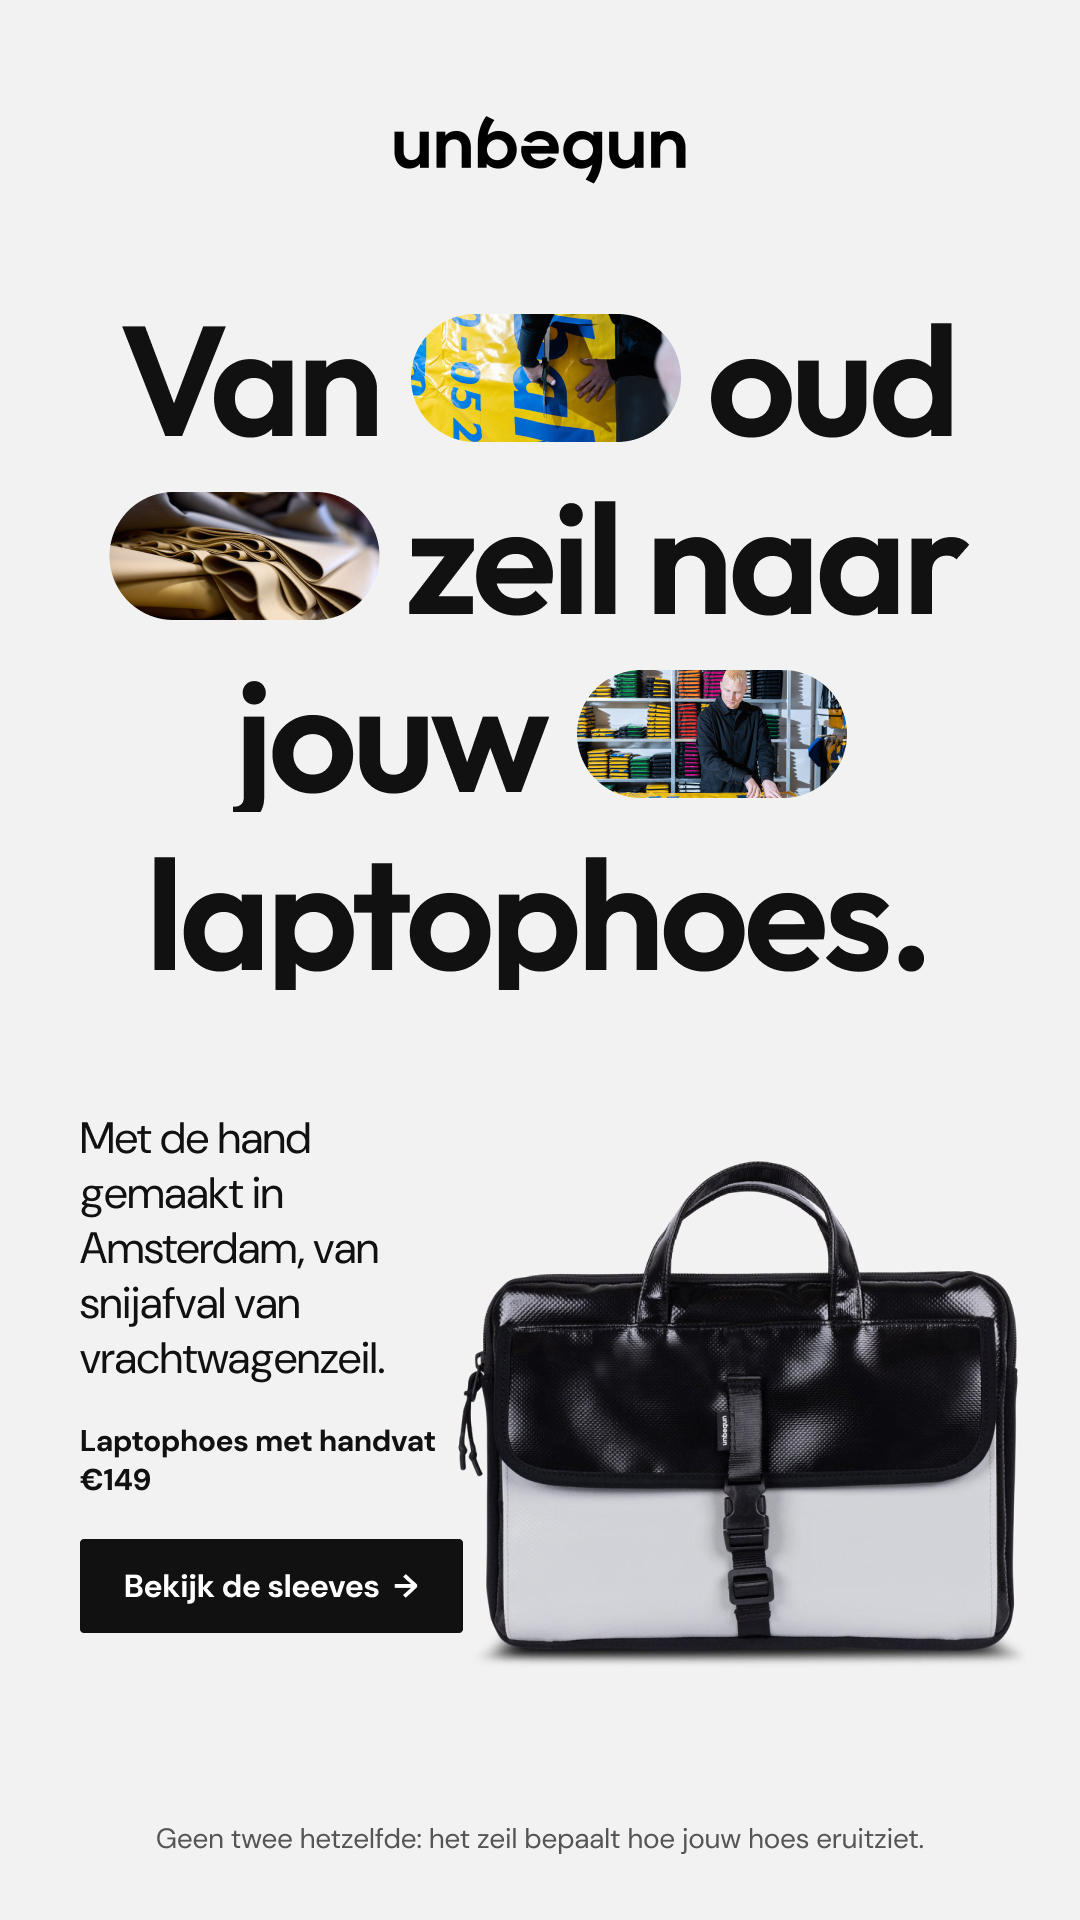 unbegun
Van oud
zeil naar
jouw
laptophoes.
Met de hand
gemaakt in
Amsterdam, van
snijafval van
vrachtwagenzeil.
Laptophoes met handvat
€149
Bekijk de sleeves →
unbegun
Geen twee hetzelfde: het zeil bepaalt hoe jouw hoes eruitziet.